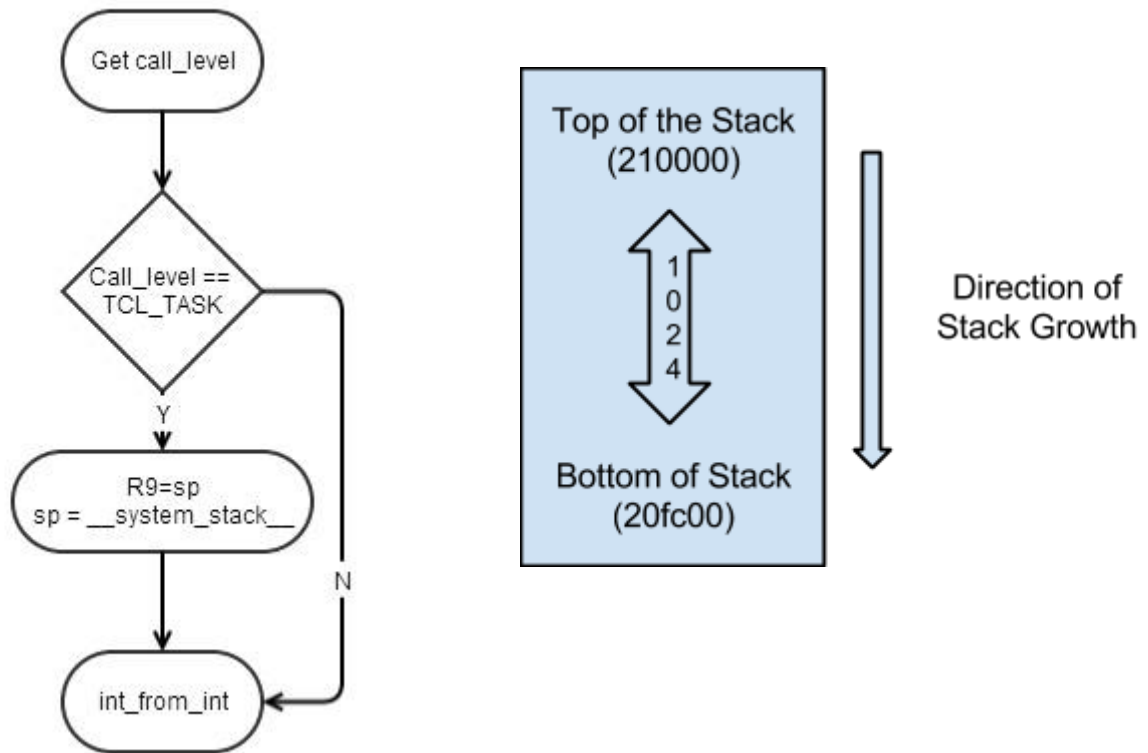 Get call_level
Call_level ==
TCL_TASK
Y
R9=sp
sp = __system_stack__
N
int_from_int
Top of the Stack
(210000)
1
0
2
4
Bottom of Stack
(20fc00)
Direction of
Stack Growth